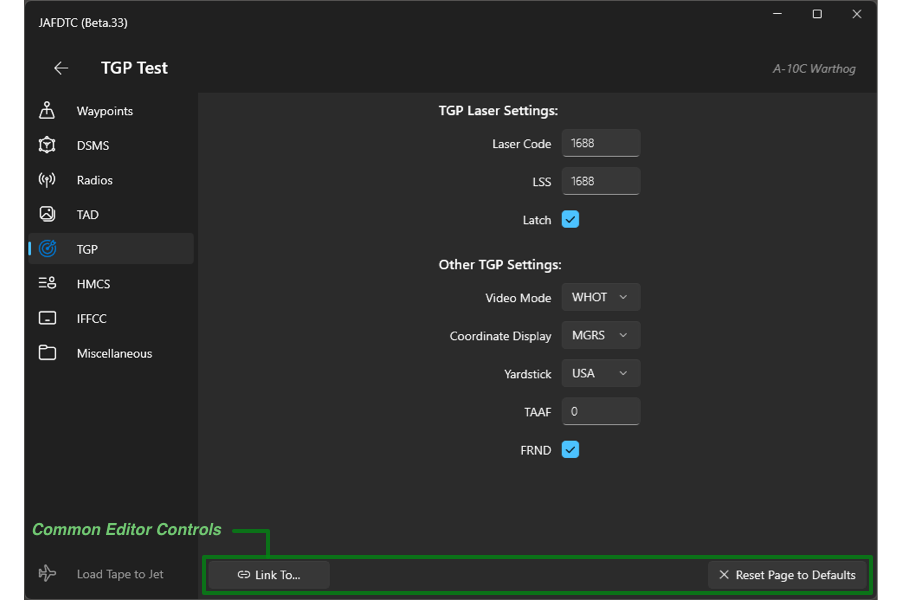 JAFDTC (Beta.33)
TGP Test
A-10C Warthog
Waypoints
DSMS
Radios
TAD
TGP
HMCS
IFFCC
Miscellaneous
TGP Laser Settings:
Laser Code 1688
LSS 1688
Latch
Other TGP Settings:
Video Mode WHOT
Coordinate Display MGRS
Yardstick USA
TAAF 0
FRND
Common Editor Controls
Load Tape to Jet
Link To...
Reset Page to Defaults